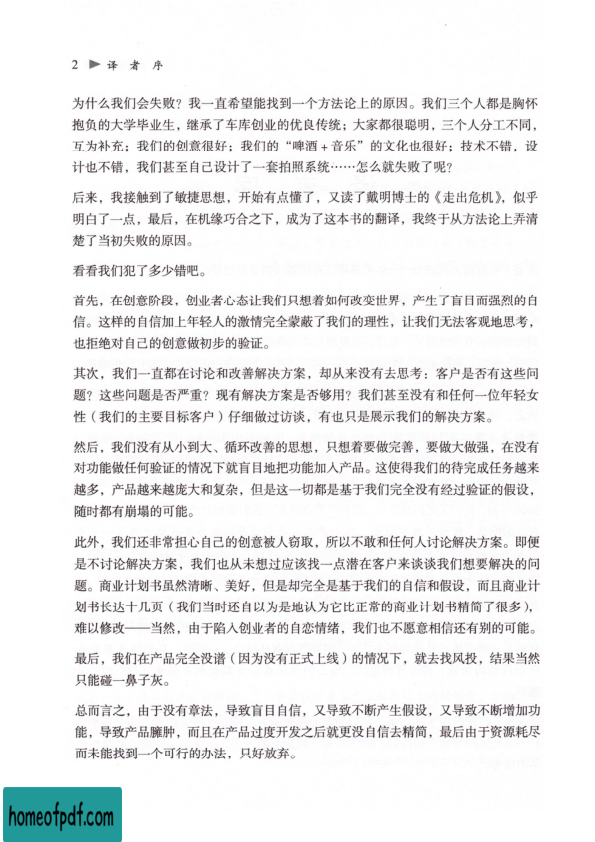 2 ▶ 译 者 序
为什么我们会失败？我一直希望能找到一个方法论上的原因。我们三个人都是胸怀
抱负的大学毕业生，继承了车库创业的优良传统；大家都很聪明，三个人分工不同，
互为补充；我们的创意很好；我们的“啤酒+音乐”的文化也很好；技术不错，设
计也不错，我们甚至自己设计了一套拍照系统……怎么就失败了呢？
后来，我接触到了敏捷思想，开始有点懂了，又读了戴明博士的《走出危机》，似乎
明白了一点，最后，在机缘巧合之下，成为了这本书的翻译，我终于从方法论上弄清
楚了当初失败的原因。
看看我们犯了多少错吧。
首先，在创意阶段，创业者心态让我们只想着如何改变世界，产生了盲目而强烈的自
信。这样的自信加上年轻人的激情完全蒙蔽了我们的理性，让我们无法客观地思考，
也拒绝对自己的创意做初步的验证。
其次，我们一直都在讨论和改善解决方案，却从来没有去思考：客户是否有这些问
题？这些问题是否严重？现有解决方案是否够用？我们甚至没有和任何一位年轻女
性（我们的主要目标客户）仔细做过访谈，有也只是展示我们的解决方案。
然后，我们没有从小到大、循环改善的思想，只想着要做完善，要做大做强，在没有
对功能做任何验证的情况下就盲目地把功能加入产品。这使得我们的待完成任务越来
越多，产品越来越庞大和复杂，但是这一切都是基于我们完全没有经过验证的假设，
随时都有崩塌的可能。
此外，我们还非常担心自己的创意被人窃取，所以不敢和任何人讨论解决方案。即便
是不讨论解决方案，我们也从未想过应该找一点潜在客户来谈谈我们想要解决的问
题。商业计划书虽然清晰、美好，但是却完全是基于我们的自信和假设，而且商业计
划书长达十几页（我们当时还自以为是地认为它比正常的商业计划书精简了很多），
难以修改——当然，由于陷入创业者的自恋情绪，我们也不愿意相信还有别的可能。
最后，我们在产品完全没谱（因为没有正式上线）的情况下，就去找风投，结果当然
只能碰一鼻子灰。
总而言之，由于没有章法，导致盲目自信，又导致不断产生假设，又导致不断增加功
能，导致产品臃肿，而且在产品过度开发之后就更没自信去精简，最后由于资源耗尽
而未能找到一个可行的办法，只好放弃。
homeofpdf.com